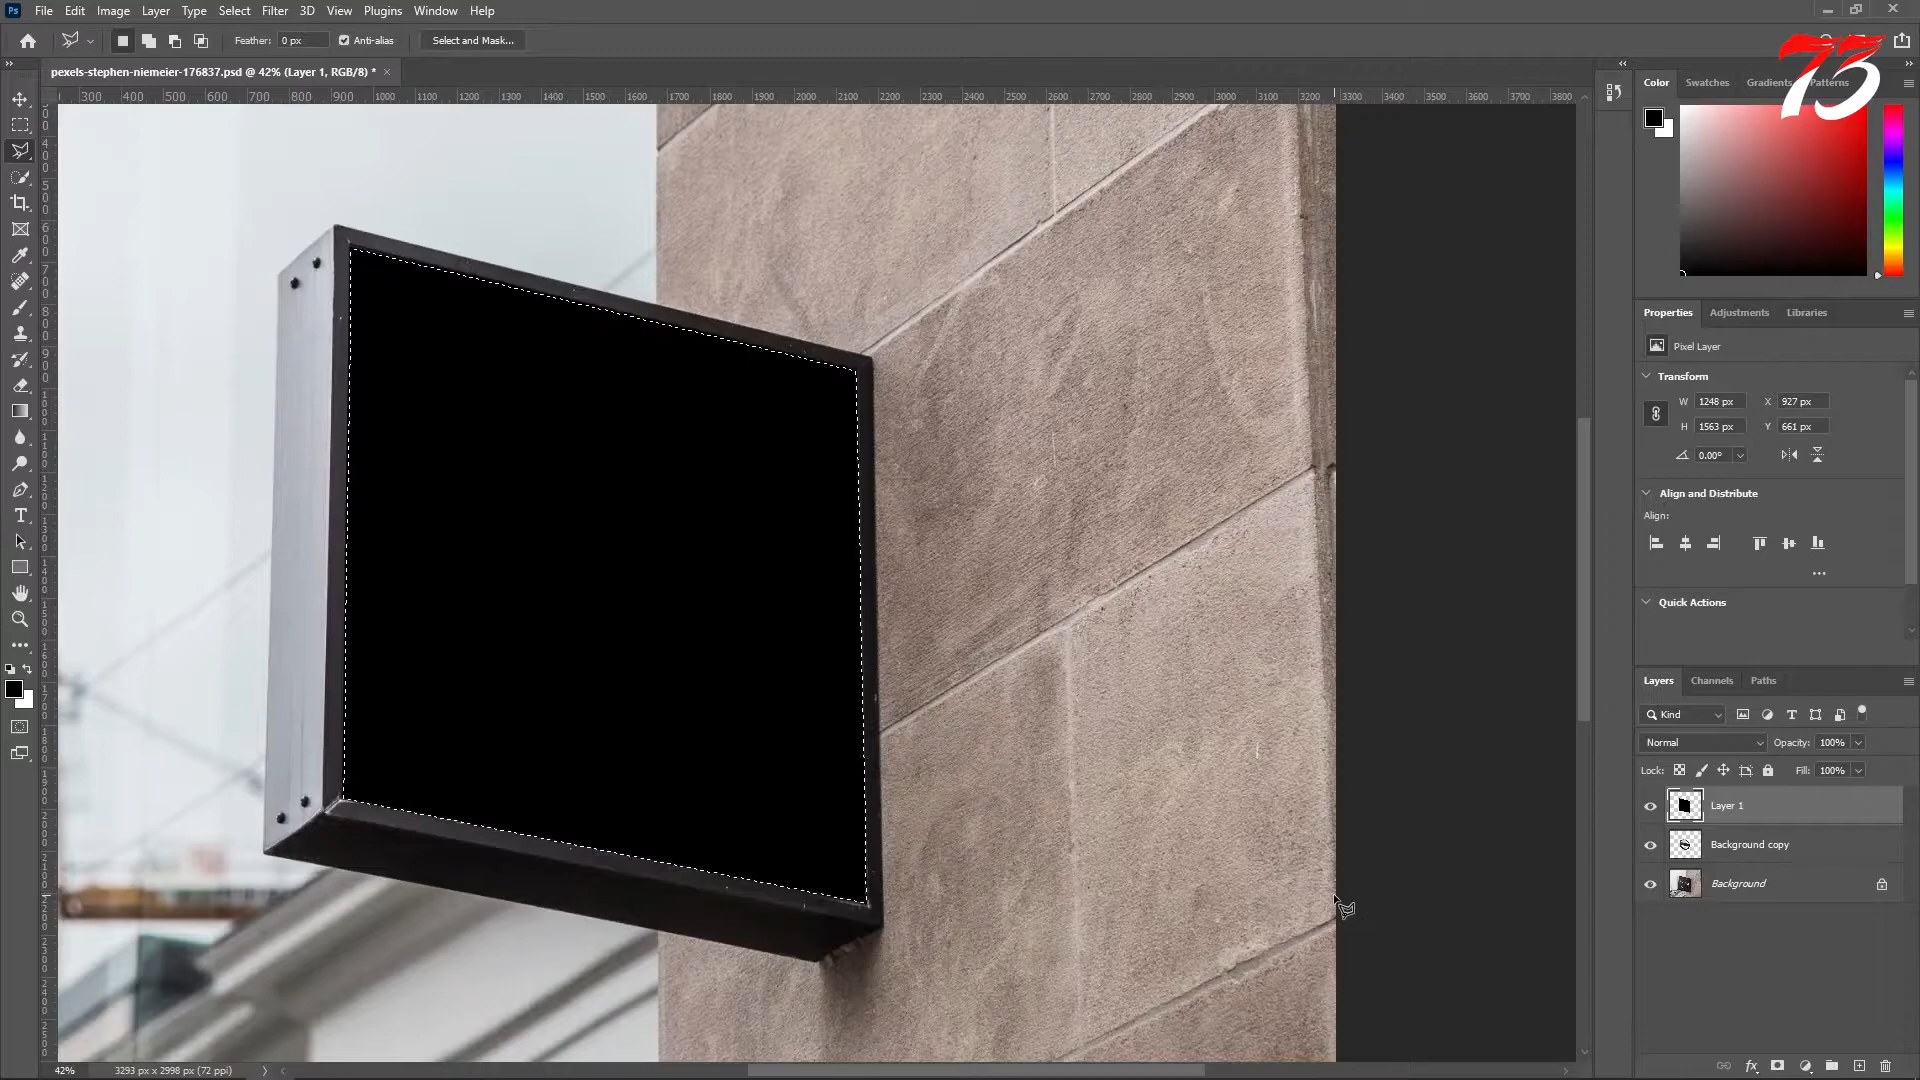 Ps File Edit Image Layer Type Select Filter 3D View Plugins Window Help
Feather: 0 px Anti-alias Select and Mask...
pexels-stephen-niemeier-176837.psd @ 42% (Layer 1, RGB/8) * ×
300 400 500 600 700 800 900 1000 1100 1200 1300 1400 1500 1600 1700 1800 1900 2000 2100 2200 2300 2400 2500 2600 2700 2800 2900 3000 3100 3200 3300 3400 3500 3600 3700 3800
73
Color Swatches Gradients Patterns
Properties Adjustments Libraries
Pixel Layer
Transform
W 1248 px X 927 px
H 1563 px Y 661 px
0.00°
Align and Distribute
Align:
Quick Actions
Layers Channels Paths
Kind
Normal Opacity: 100%
Lock: Fill: 100%
Layer 1
Background copy
Background
42% 3293 px x 2998 px (72 ppi)